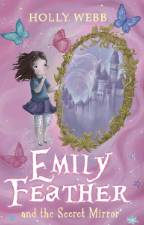 HOLLY WEBB
EMILY
FEATHER
and the Secret Mirror